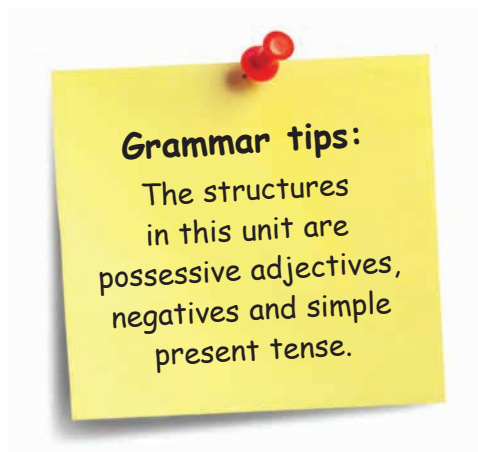 Grammar tips:
The structures
in this unit are
possessive adjectives,
negatives and simple
present tense.